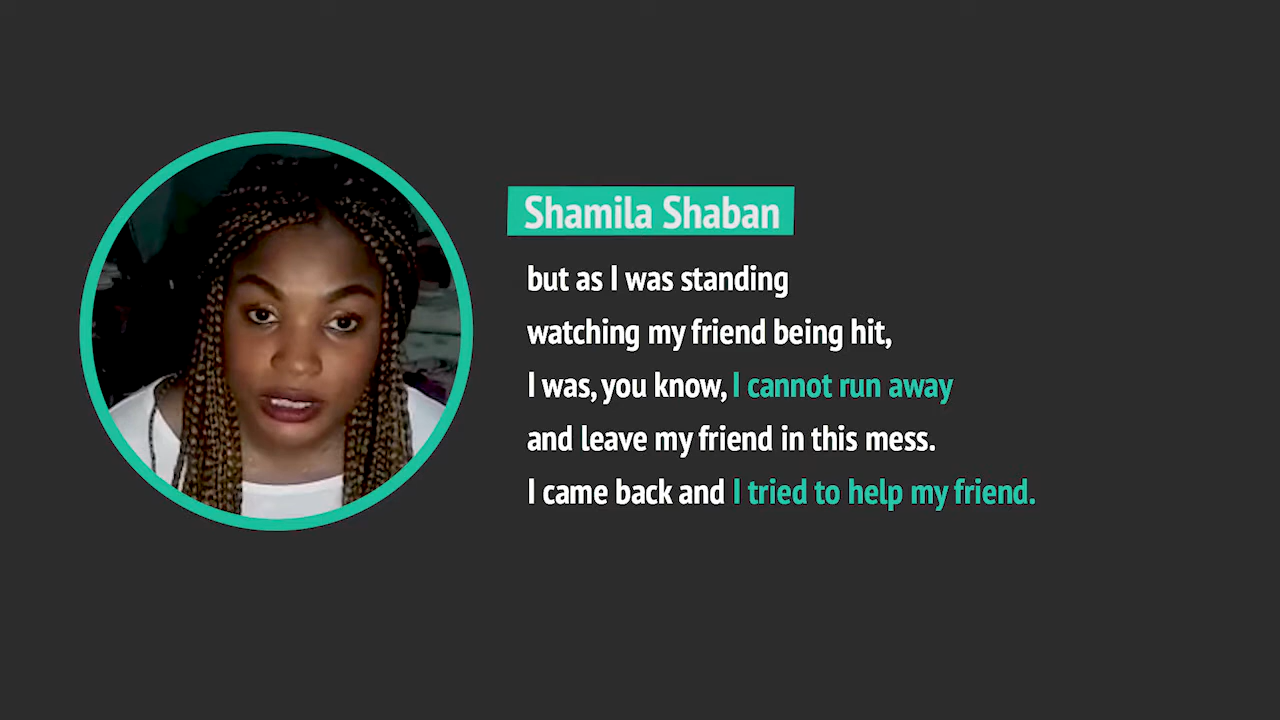 Shamila Shaban
but as I was standing
watching my friend being hit,
I was, you know, I cannot run away
and leave my friend in this mess.
I came back and I tried to help my friend.